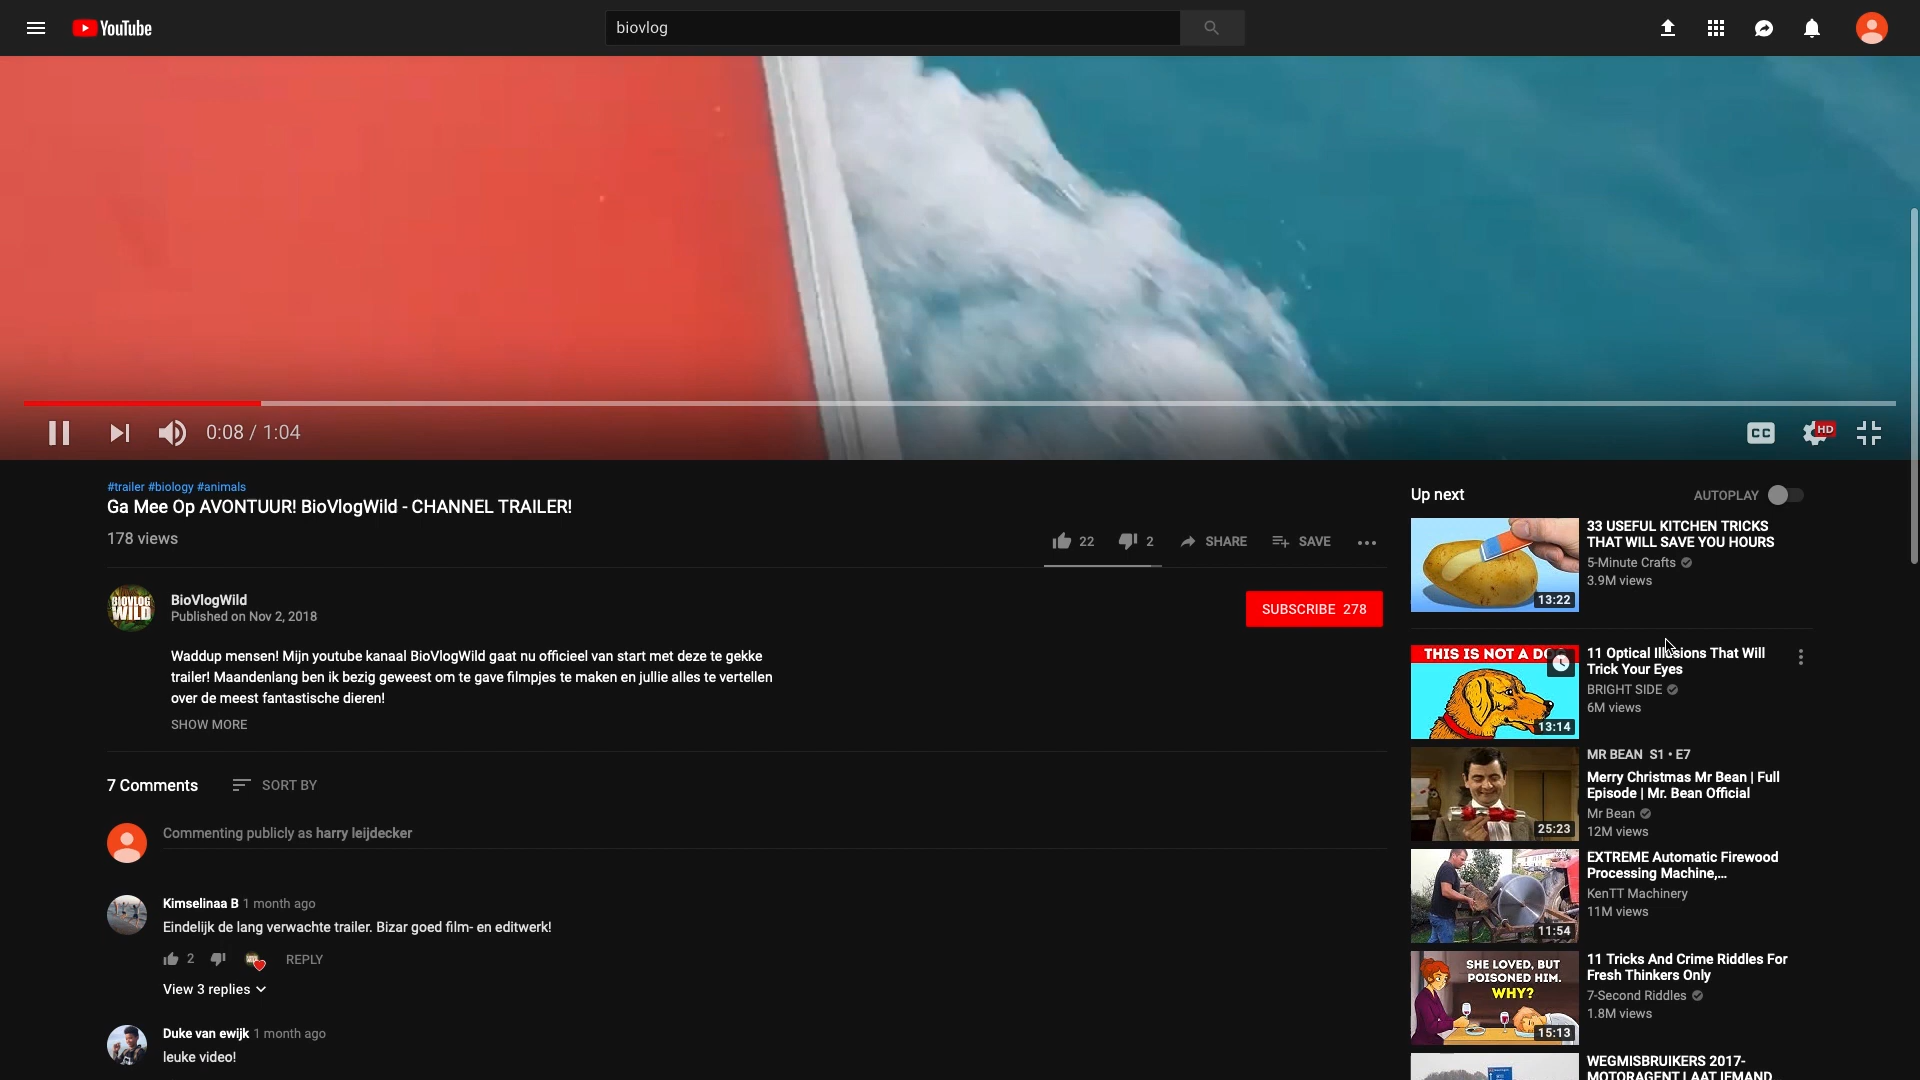 YouTube
biovlog
0:08 / 1:04
CC
HD
#trailer #biology #animals
Ga Mee Op AVONTUUR! BioVlogWild - CHANNEL TRAILER!
178 views
22
2
SHARE
SAVE
BIOVLOG
WILD
BioVlogWild
Published on Nov 2, 2018
SUBSCRIBE 278
Waddup mensen! Mijn youtube kanaal BioVlogWild gaat nu officieel van start met deze te gekke
trailer! Maandenlang ben ik bezig geweest om te gave filmpjes te maken en jullie alles te vertellen
over de meest fantastische dieren!
SHOW MORE
7 Comments
SORT BY
Commenting publicly as harry leijdecker
Kimselinaa B 1 month ago
Eindelijk de lang verwachte trailer. Bizar goed film- en editwerk!
2
REPLY
View 3 replies
Duke van ewijk 1 month ago
leuke video!
Up next
AUTOPLAY
13:22
33 USEFUL KITCHEN TRICKS
THAT WILL SAVE YOU HOURS
5-Minute Crafts
3.9M views
THIS IS NOT A
13:14
11 Optical Illusions That Will
Trick Your Eyes
BRIGHT SIDE
6M views
25:23
MR BEAN S1 • E7
Merry Christmas Mr Bean | Full
Episode | Mr. Bean Official
Mr Bean
12M views
11:54
EXTREME Automatic Firewood
Processing Machine,...
KenTT Machinery
11M views
SHE LOVED, BUT
POISONED HIM.
WHY?
15:13
11 Tricks And Crime Riddles For
Fresh Thinkers Only
7-Second Riddles
1.8M views
WEGMISBRUIKERS 2017-
MOTORAGENT LAAT IEMAND